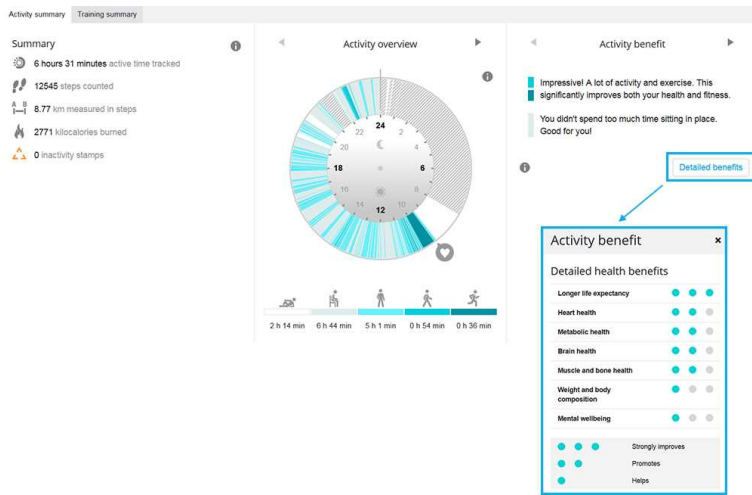 Activity summary
Training summary
Summary
6 hours 31 minutes active time tracked
12545 steps counted
A B
8.77 km measured in steps
2771 kilocalories burned
0 inactivity stamps
Activity overview
24
2
4
6
8
10
12
14
16
18
20
22
2 h 14 min
6 h 44 min
5 h 1 min
0 h 54 min
0 h 36 min
Activity benefit
Impressive! A lot of activity and exercise. This
significantly improves both your health and fitness.
You didn't spend too much time sitting in place.
Good for you!
Detailed benefits
Activity benefit
×
Detailed health benefits
Longer life expectancy
Heart health
Metabolic health
Brain health
Muscle and bone health
Weight and body
composition
Mental wellbeing
Strongly improves
Promotes
Helps